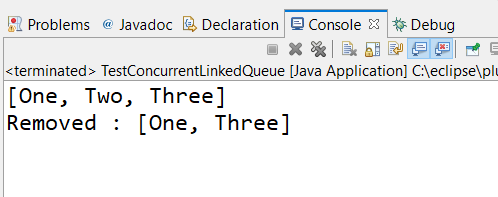 Problems @ Javadoc Declaration Console Debug
<terminated> TestConcurrentLinkedQueue [Java Application] C:\eclipse\plu
[One, Two, Three]
Removed : [One, Three]